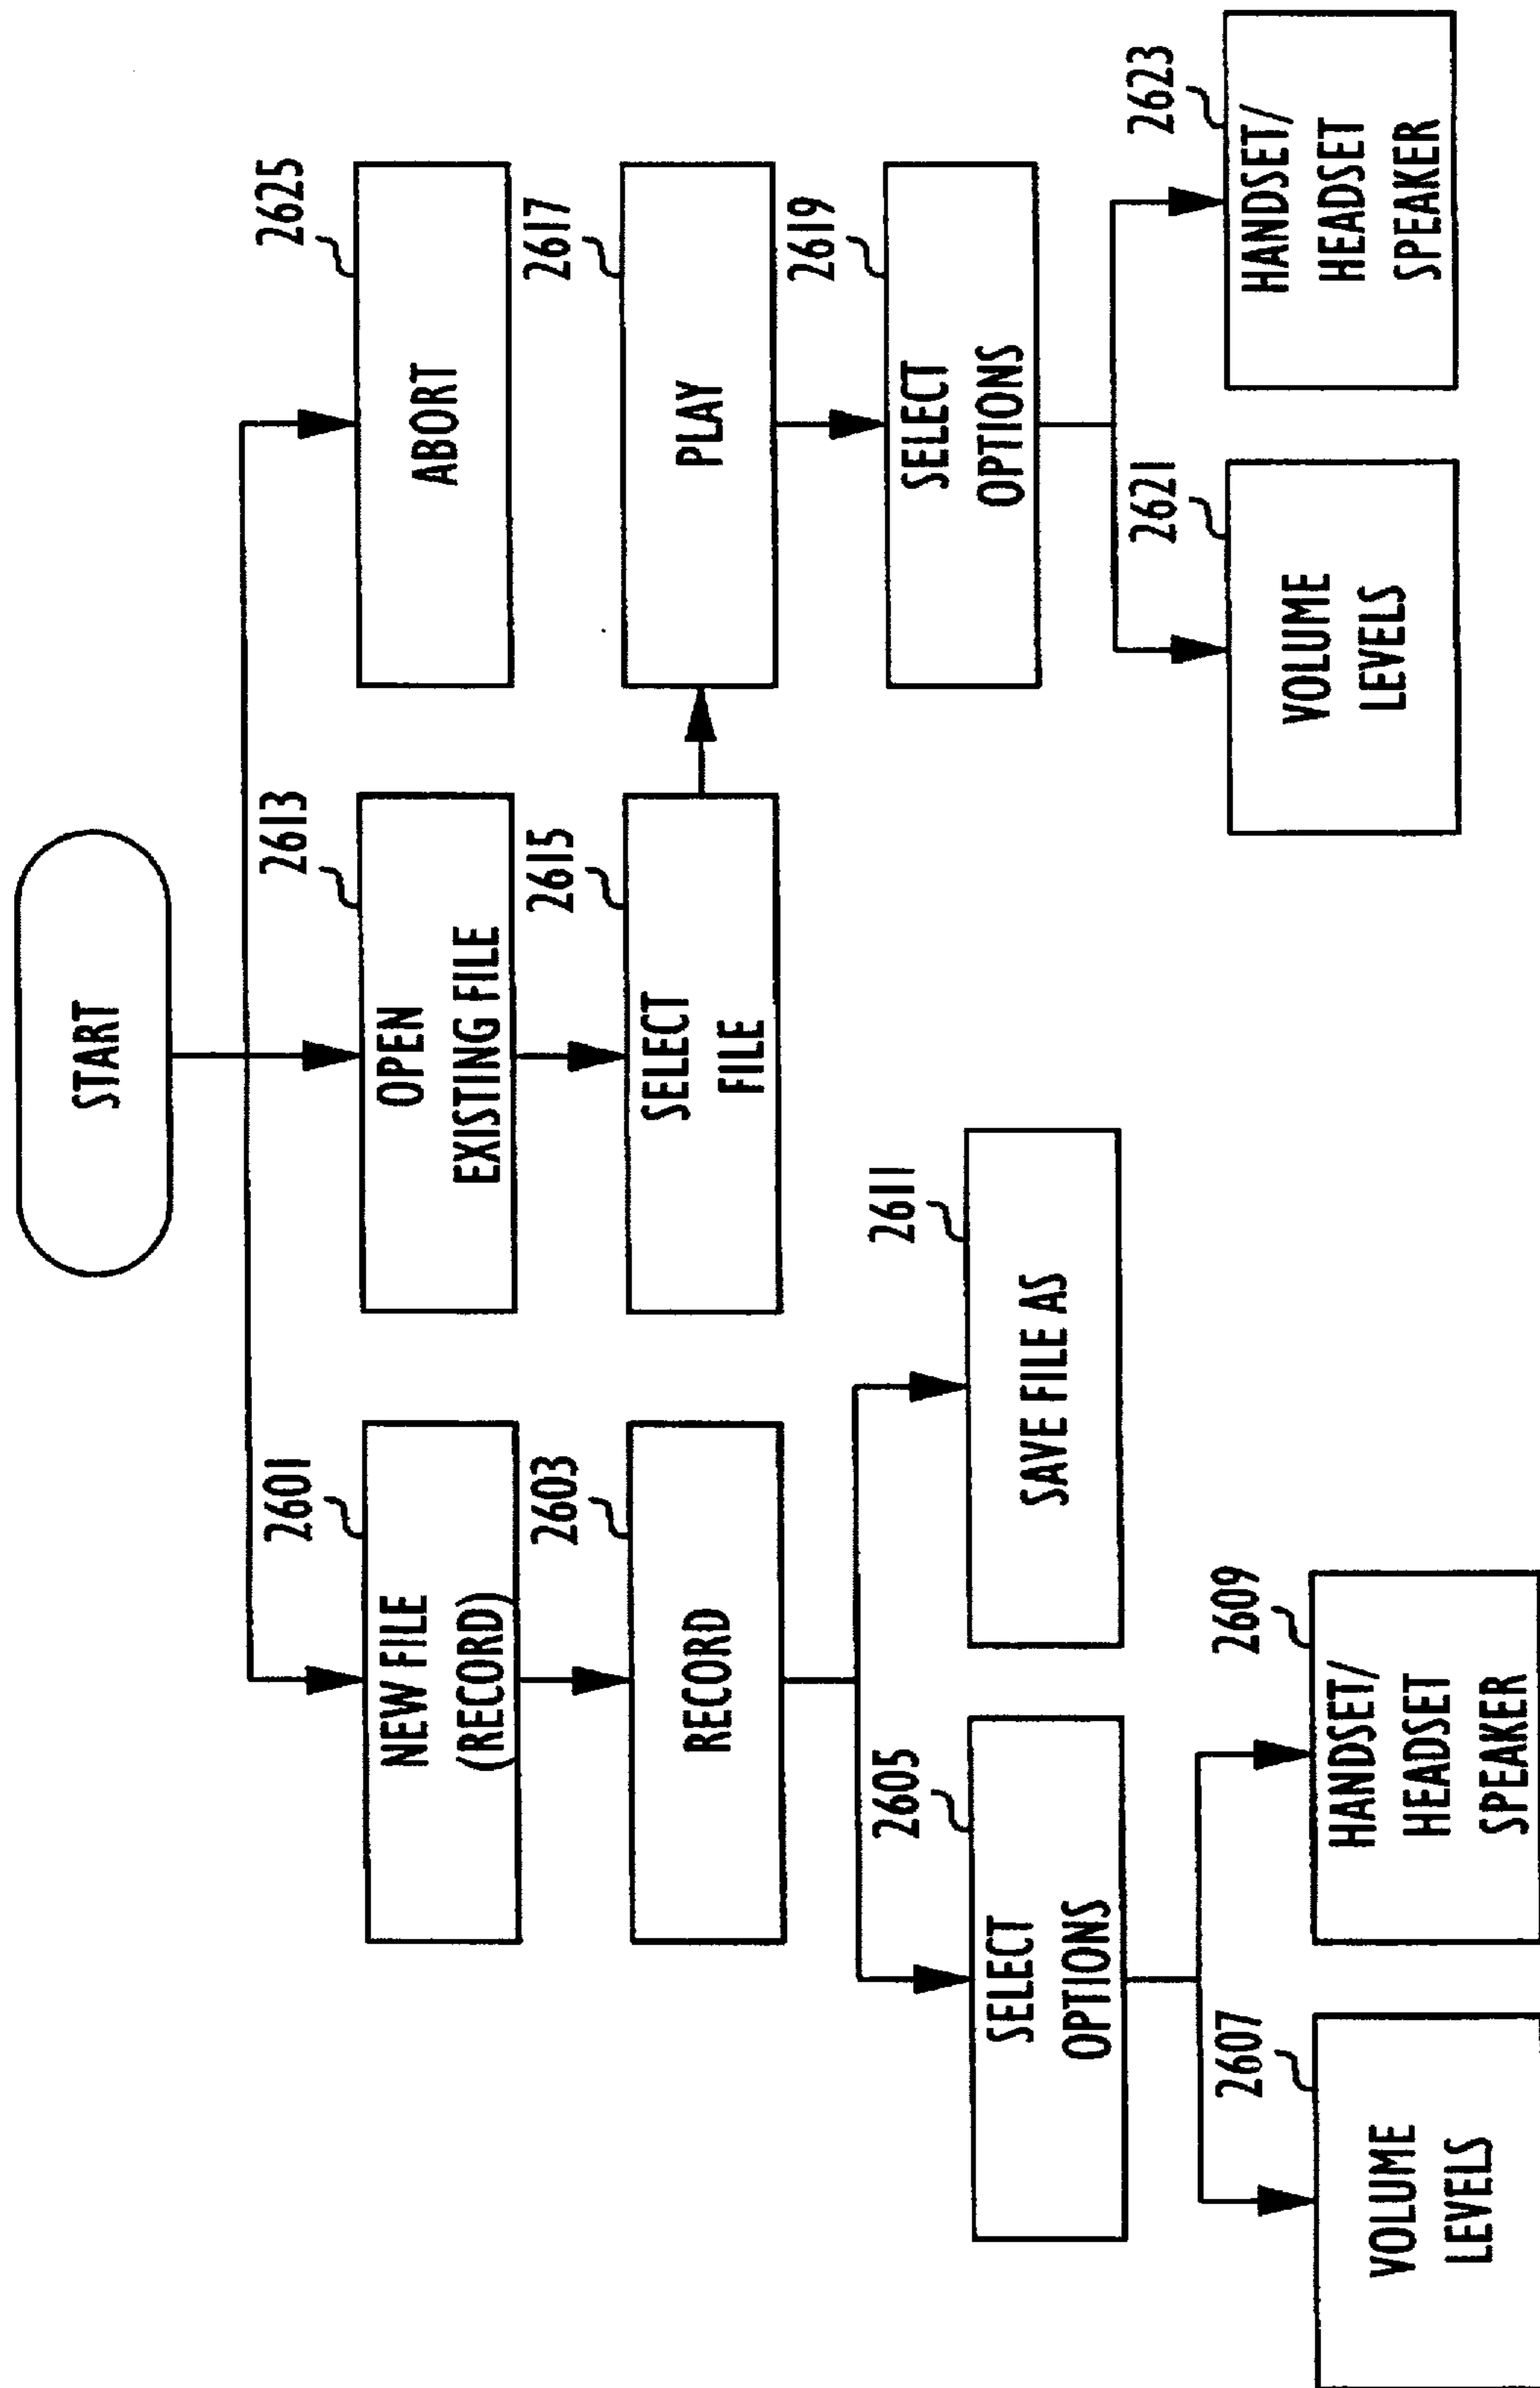 START
2601
NEW FILE
(RECORD)
2613
OPEN
EXISTING FILE
2625
ABORT
2603
RECORD
2615
SELECT
FILE
2617
PLAY
2605
SELECT
OPTIONS
2611
SAVE FILE AS
2619
SELECT
OPTIONS
2607
VOLUME
LEVELS
2609
HANDSET/
HEADSET
SPEAKER
2621
VOLUME
LEVELS
2623
HANDSET/
HEADSET
SPEAKER